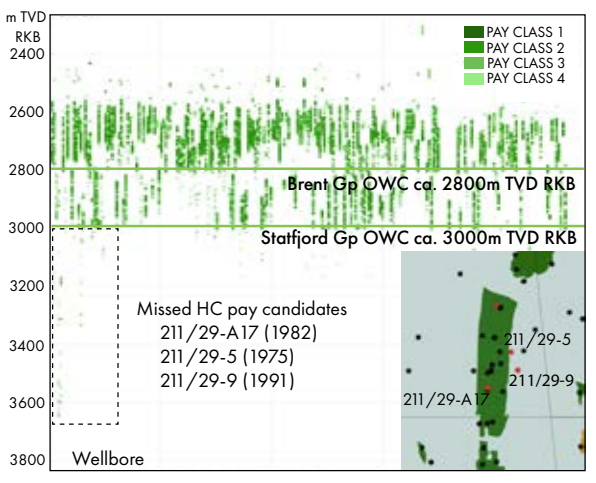 m TVD
RKB
2400
2600
2800
3000
3200
3400
3600
3800
PAY CLASS 1
PAY CLASS 2
PAY CLASS 3
PAY CLASS 4
Brent Gp OWC ca. 2800m TVD RKB
Statfjord Gp OWC ca. 3000m TVD RKB
Missed HC pay candidates
211/29-A17 (1982)
211/29-5 (1975)
211/29-9 (1991)
211/29-5
211/29-9
211/29-A17
Wellbore